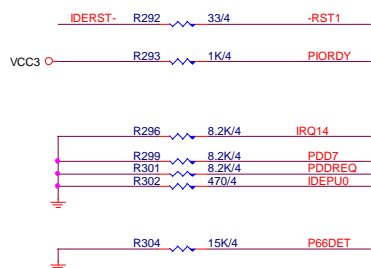 IDERST- R292 33/4 -RST1
VCC3 R293 1K/4 PIORDY
R296 8.2K/4 IRQ14
R299 8.2K/4 PDD7
R301 8.2K/4 PDDREQ
R302 470/4 IDEPU0
R304 15K/4 P66DET